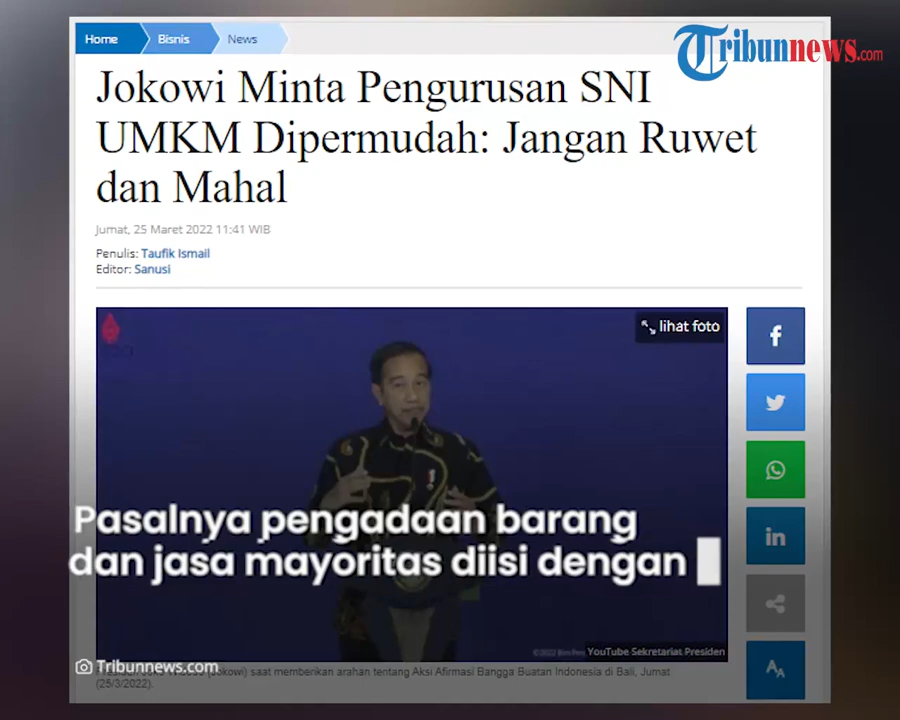 Home
Bisnis
News
Tribunnews.com
Jokowi Minta Pengurusan SNI
UMKM Dipermudah: Jangan Ruwet
dan Mahal
Jumat, 25 Maret 2022 11:41 WIB
Penulis: Taufik Ismail
Editor: Sanusi
lihat foto
Pasalnya pengadaan barang
dan jasa mayoritas diisi dengan
YouTube Sekretariat Presiden
Tribunnews.com
(Jokowi) saat memberikan arahan tentang Aksi Afirmasi Bangga Buatan Indonesia di Bali, Jumat
(25/3/2022).